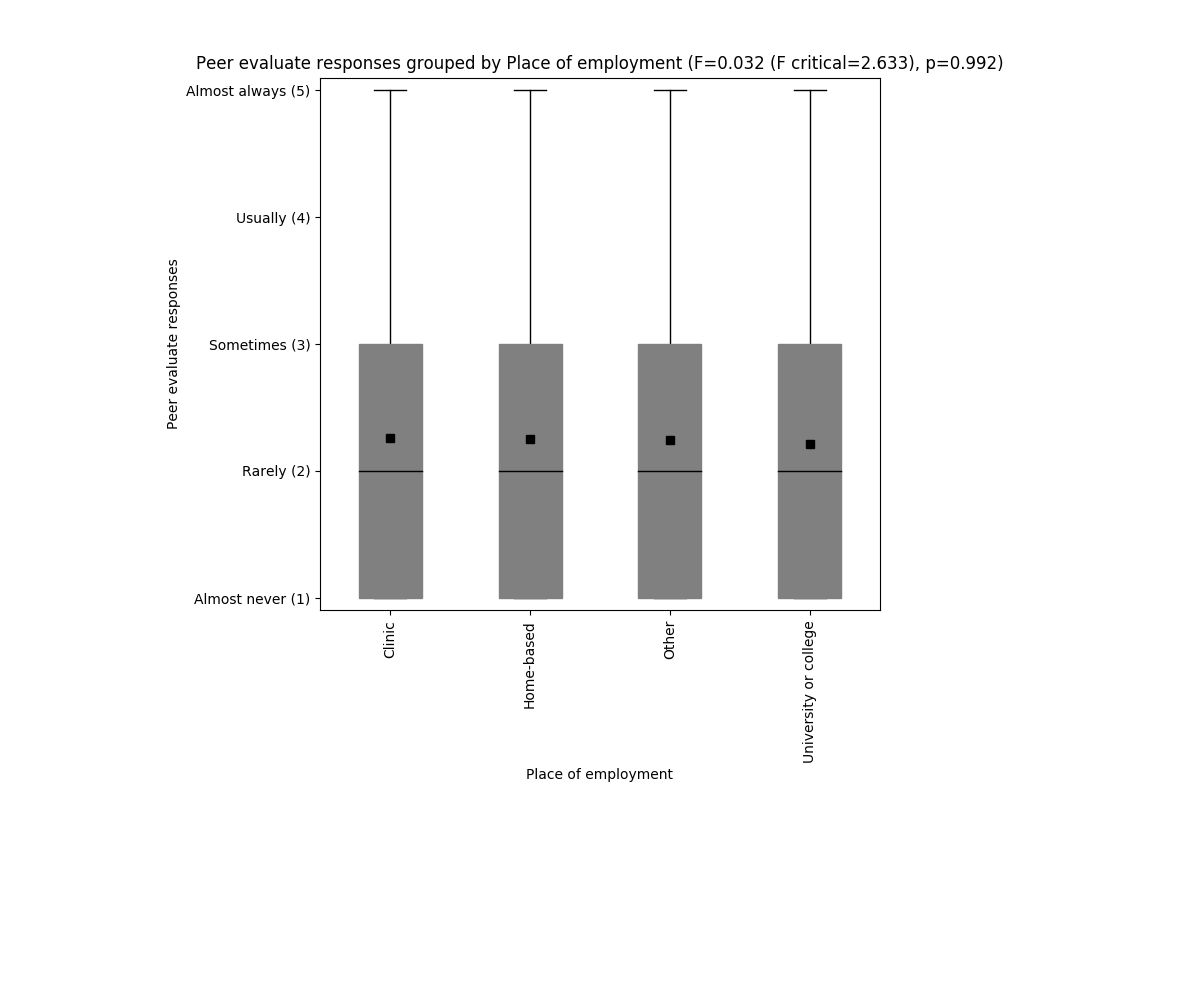 Peer evaluate responses grouped by Place of employment (F=0.032 (F critical=2.633), p=0.992)
Almost always (5)
Usually (4)
Sometimes (3)
Rarely (2)
Almost never (1)
Peer evaluate responses
Clinic
Home-based
Other
University or college
Place of employment